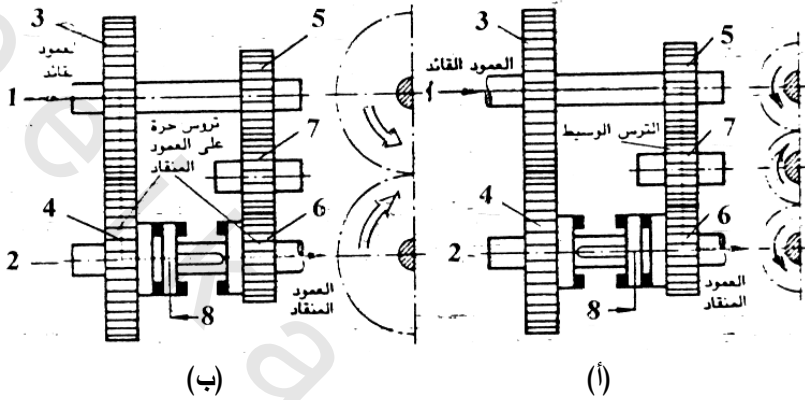 3
5
العمود
القائد
1
تروس حرة
على العمود
المنقاد
7
4
6
2
8
العمود
المنقاد
(ب)
3
5
العمود القائد
7
الترس الوسيط
4
6
2
8
العمود
المنقاد
(أ)